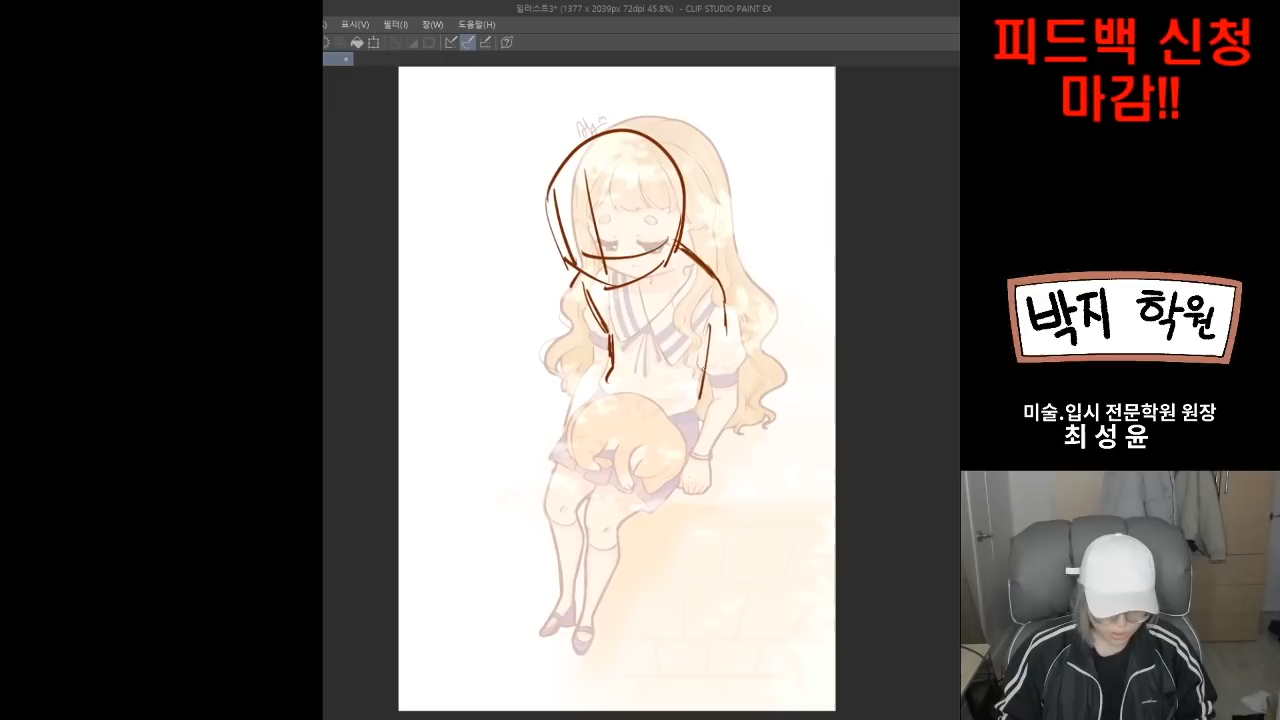 일러스트3* (1377 x 2039px 72dpi 45.8%) - CLIP STUDIO PAINT EX
표시(V) 필터(I) 창(W) 도움말(H)
피드백 신청
마감!!
박지 학원
미술.입시 전문학원 원장
최성윤